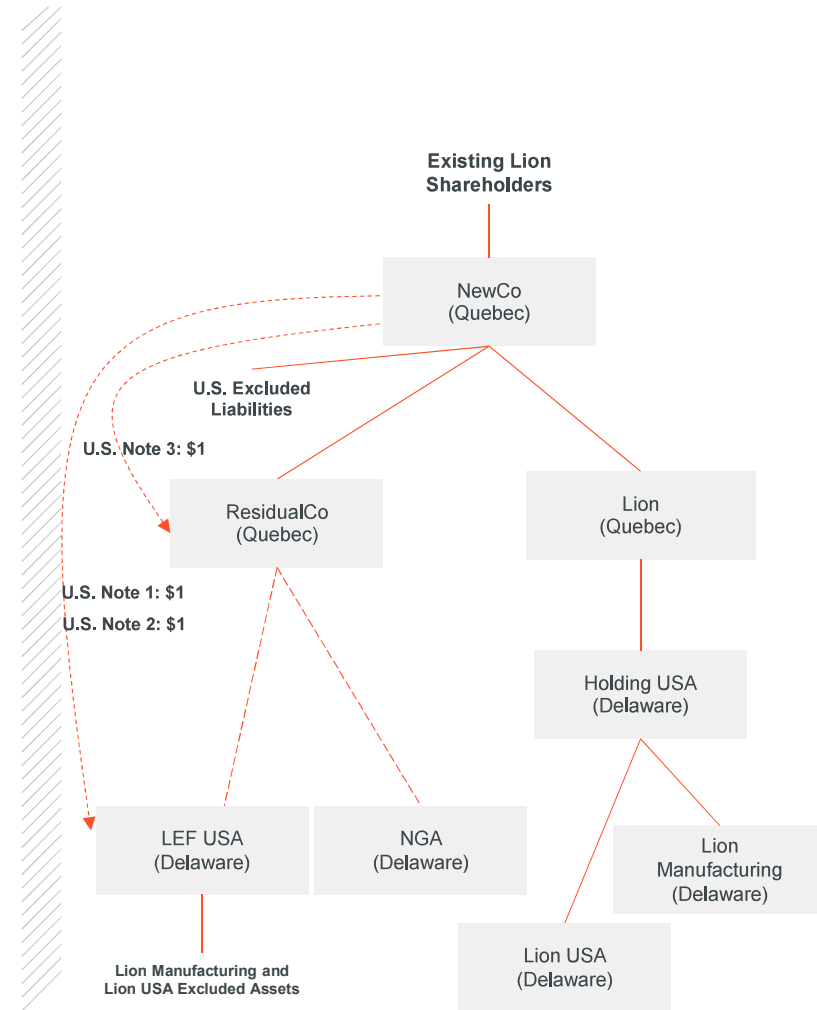 Existing Lion
Shareholders
NewCo
(Quebec)
U.S. Excluded
Liabilities
U.S. Note 3: $1
ResidualCo
(Quebec)
Lion
(Quebec)
U.S. Note 1: $1
U.S. Note 2: $1
Holding USA
(Delaware)
LEF USA
(Delaware)
NGA
(Delaware)
Lion
Manufacturing
(Delaware)
Lion USA
(Delaware)
Lion Manufacturing and
Lion USA Excluded Assets